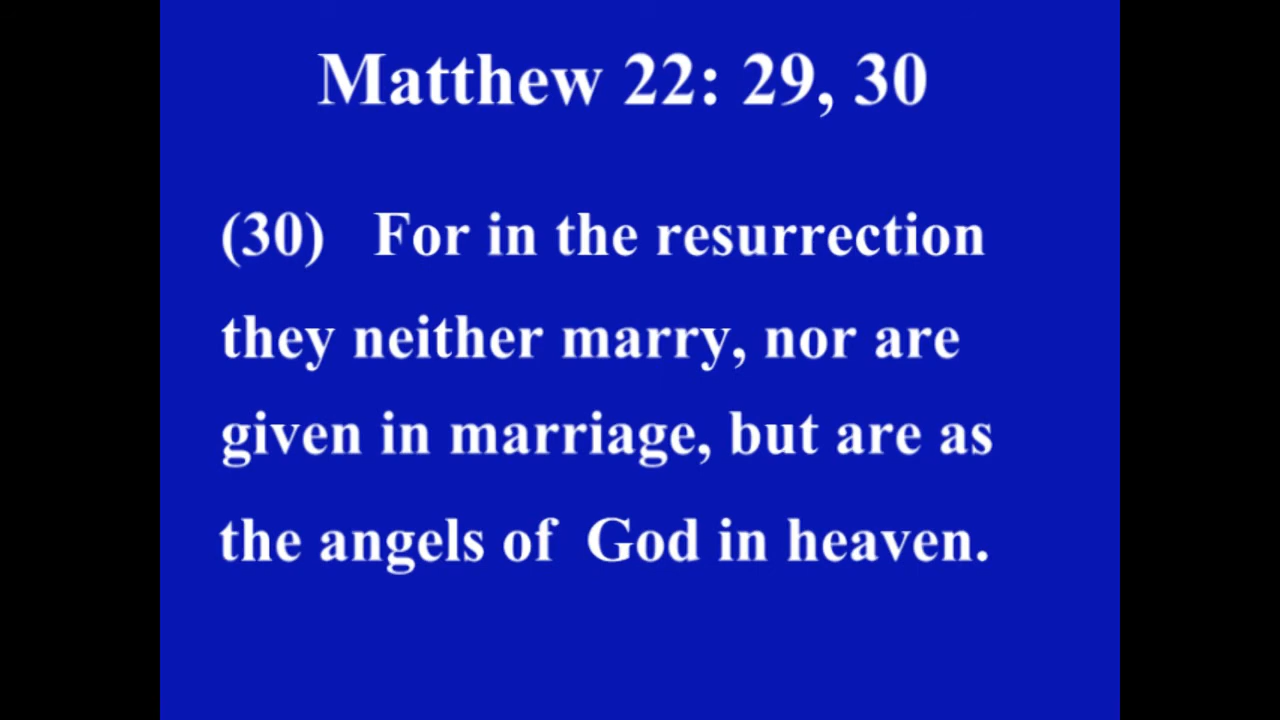 Matthew 22: 29, 30
(30) For in the resurrection
they neither marry, nor are
given in marriage, but are as
the angels of God in heaven.